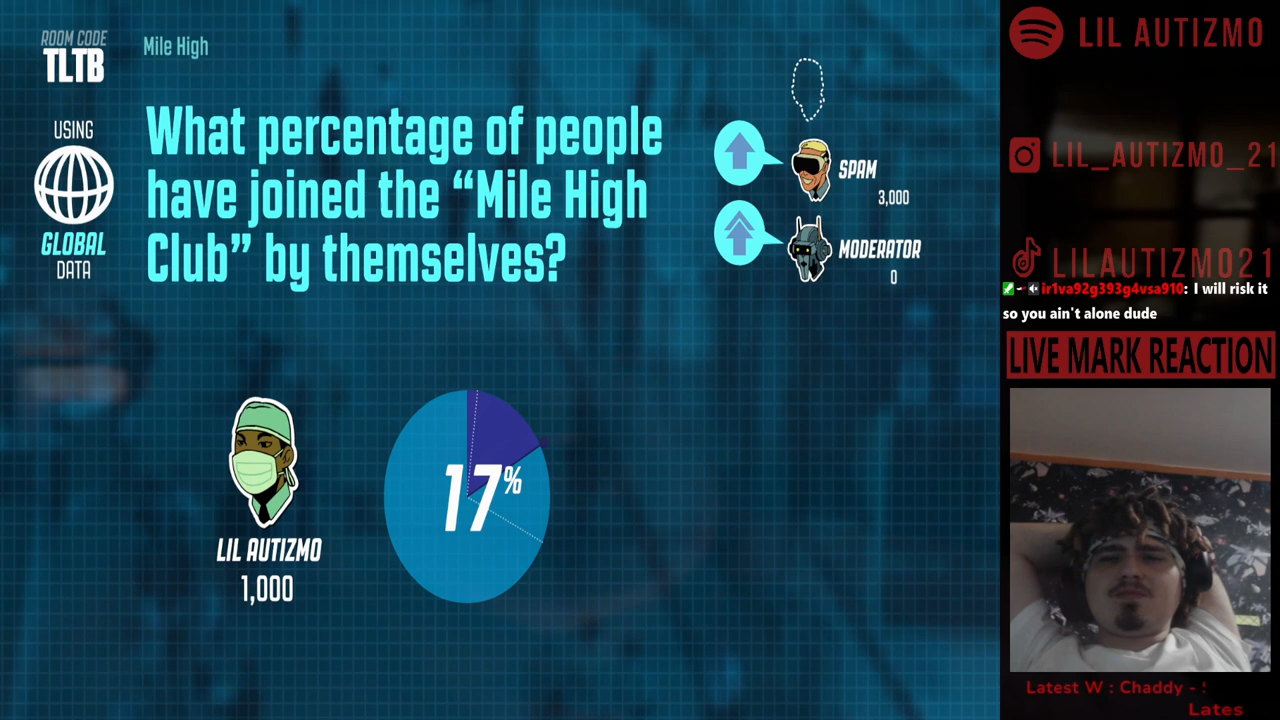 ROOM CODE
TLTB
Mile High
USING
GLOBAL
DATA
What percentage of people
have joined the “Mile High
Club” by themselves?
SPAM
3,000
MODERATOR
0
LIL AUTIZMO
1,000
17%
LIL AUTIZMO
LIL_AUTIZMO_21
LILAUTIZMO21
ir1va92g393g4vsa910: I will risk it
so you ain't alone dude
LIVE MARK REACTION
Latest W : Chaddy -
Lates